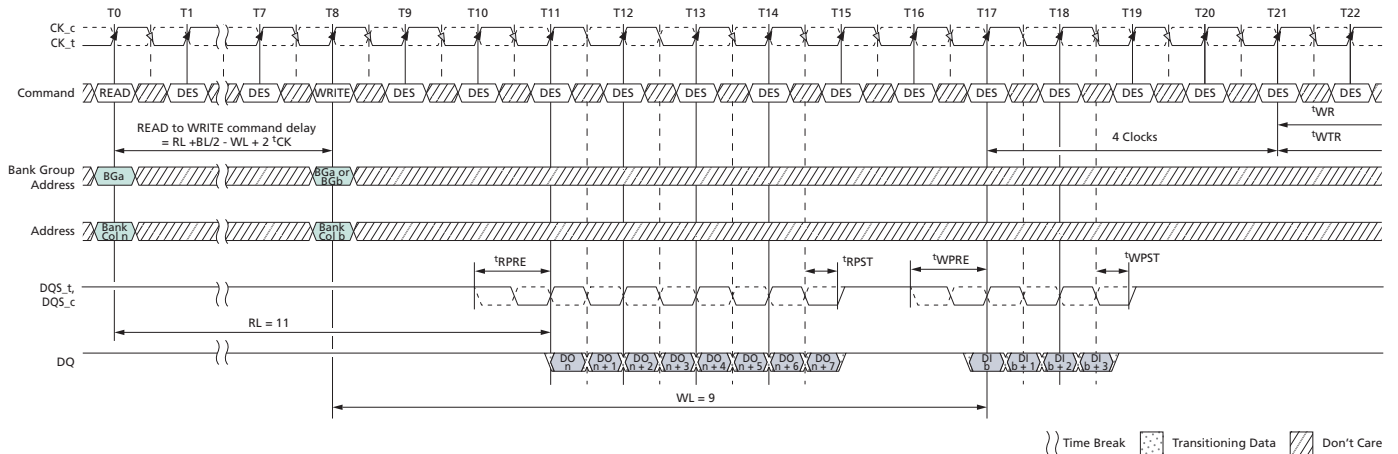 T0 T1 T7 T8 T9 T10 T11 T12 T13 T14 T15 T16 T17 T18 T19 T20 T21 T22
CK_c
CK_t
Command READ DES DES WRITE DES DES DES DES DES DES DES DES DES DES DES DES DES DES
tWR
READ to WRITE command delay
= RL +BL/2 - WL + 2 tCK
4 Clocks
tWTR
Bank Group
Address
BGa
BGa or
BGb
Address
Bank
Col n
Bank
Col b
tRPRE tRPST tWPRE tWPST
DQS_t,
DQS_c
RL = 11
DQ
DO
n
DO
n + 1
DO
n + 2
DO
n + 3
DO
n + 4
DO
n + 5
DO
n + 6
DO
n + 7
DI
b
DI
b + 1
DI
b + 2
DI
b + 3
WL = 9
Time Break Transitioning Data Don't Care